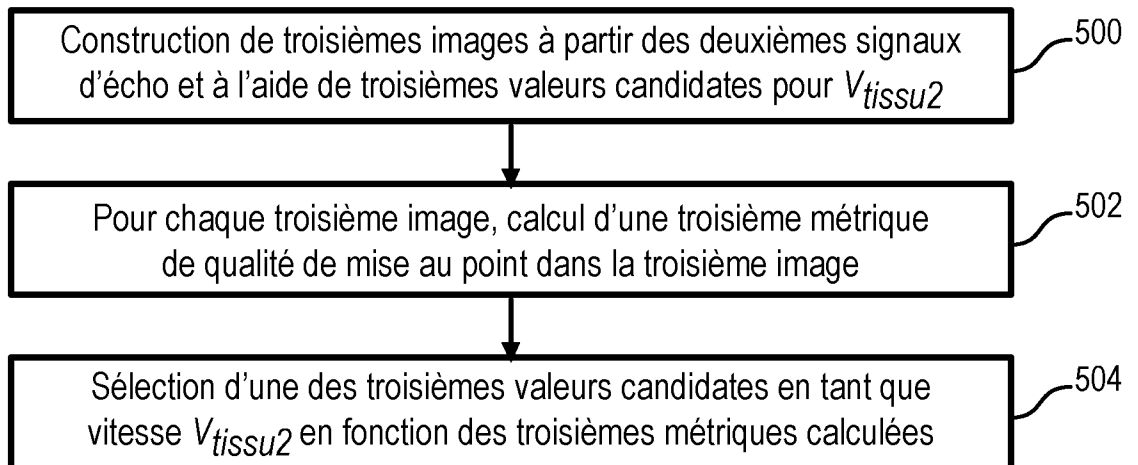 Construction de troisièmes images à partir des deuxièmes signaux
d'écho et à l'aide de troisièmes valeurs candidates pour Vtissu2
500
Pour chaque troisième image, calcul d'une troisième métrique
de qualité de mise au point dans la troisième image
502
Sélection d'une des troisièmes valeurs candidates en tant que
vitesse Vtissu2 en fonction des troisièmes métriques calculées
504